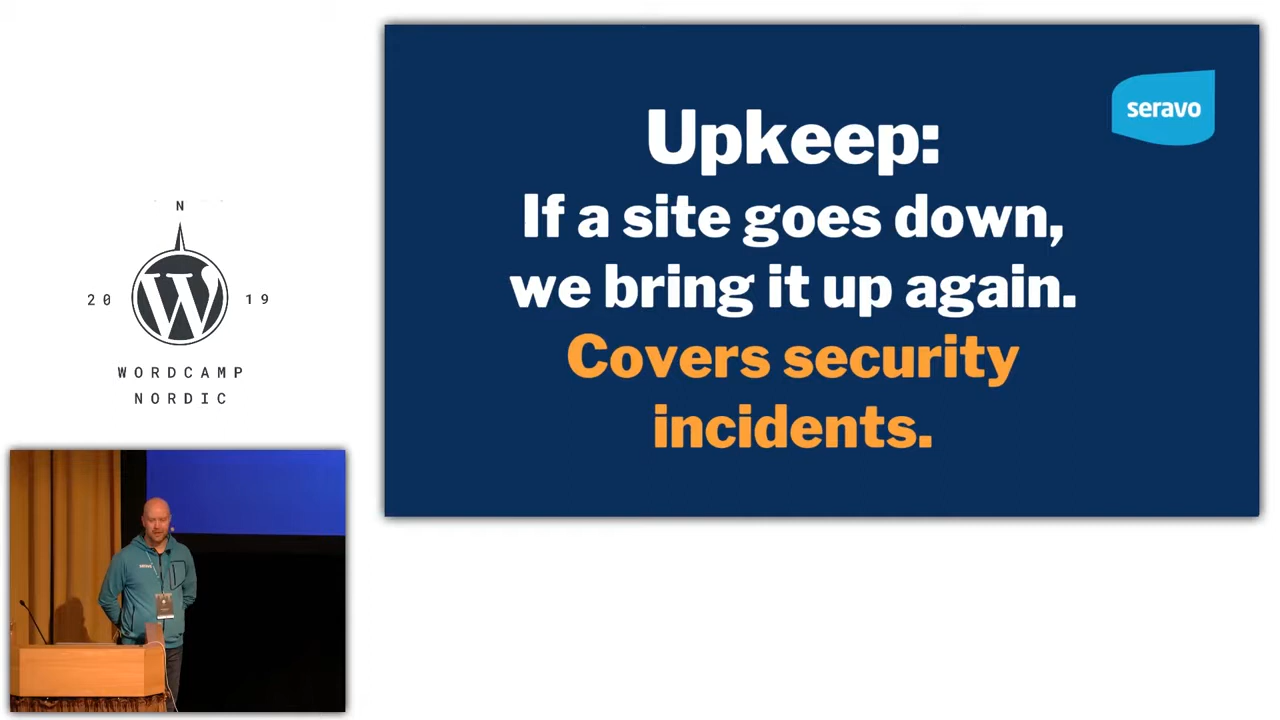 Upkeep:
If a site goes down,
we bring it up again.
Covers security
incidents.
seravo
N
20 19
WORDCAMP
NORDIC